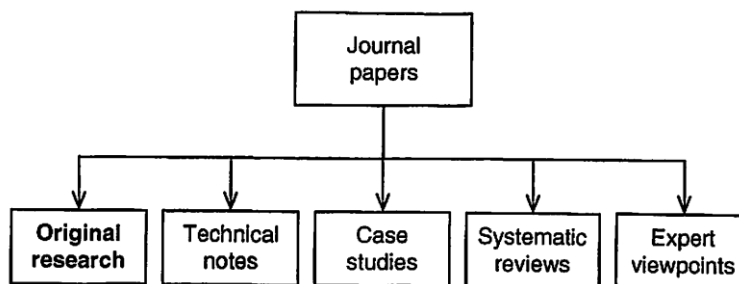 Journal
papers
Original
research
Technical
notes
Case
studies
Systematic
reviews
Expert
viewpoints